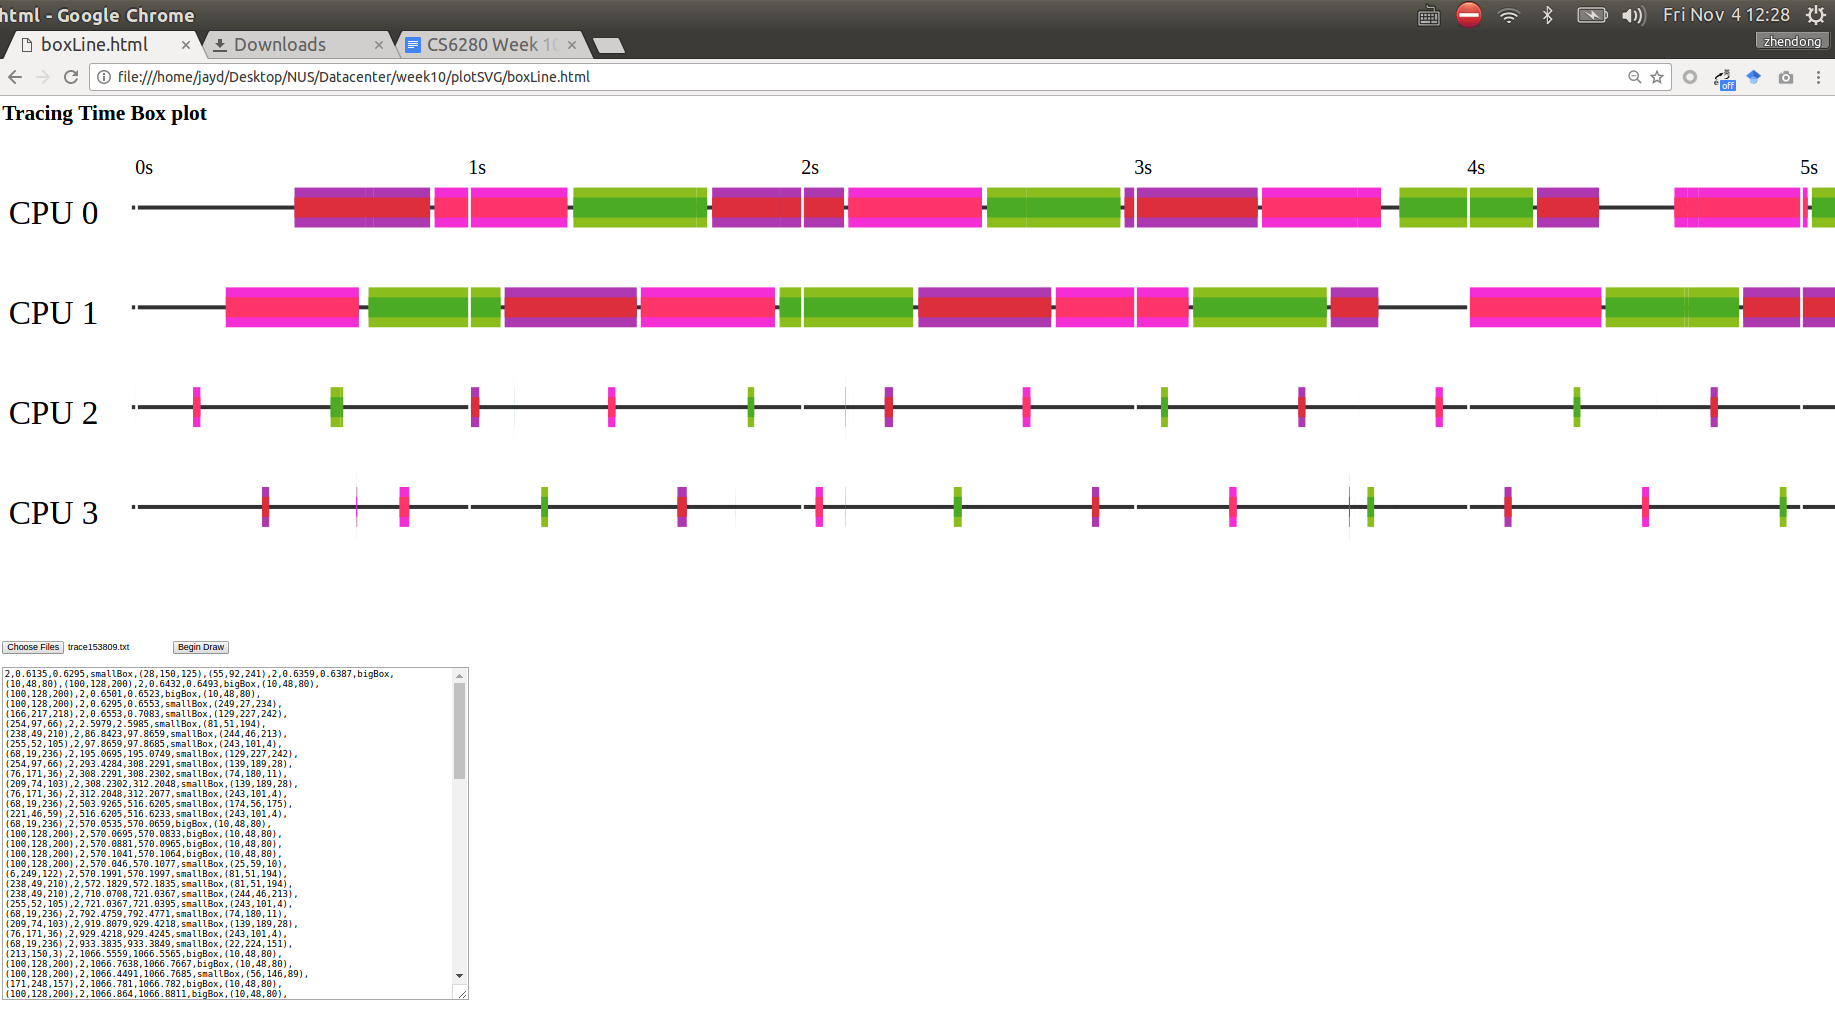 html - Google Chrome
Fri Nov 4 12:28
boxLine.html
Downloads
CS6280 Week 10
zhendong
file:///home/jayd/Desktop/NUS/Datacenter/week10/plotSVG/boxLine.html
off
Tracing Time Box plot
0s 1s 2s 3s 4s 5s
CPU 0
CPU 1
CPU 2
CPU 3
Choose Files trace153809.txt Begin Draw
2,0.6135,0.6295,smallBox,(28,150,125),(55,92,241),2,0.6359,0.6387,bigBox,
(10,48,80),(100,128,200),2,0.6432,0.6493,bigBox,(10,48,80),
(100,128,200),2,0.6501,0.6523,bigBox,(10,48,80),
(100,128,200),2,0.6295,0.6553,smallBox,(249,27,234),
(166,217,218),2,0.6553,0.7083,smallBox,(129,227,242),
(254,97,66),2,2.5979,2.5985,smallBox,(81,51,194),
(238,49,210),2,86.8423,97.8659,smallBox,(244,46,213),
(255,52,105),2,97.8659,97.8685,smallBox,(243,101,4),
(68,19,236),2,195.0695,195.0749,smallBox,(129,227,242),
(254,97,66),2,293.4284,308.2291,smallBox,(139,189,28),
(76,171,36),2,308.2291,308.2302,smallBox,(74,180,11),
(209,74,103),2,308.2302,312.2048,smallBox,(139,189,28),
(76,171,36),2,312.2048,312.2077,smallBox,(243,101,4),
(68,19,236),2,503.9265,516.6205,smallBox,(174,56,175),
(221,46,59),2,516.6205,516.6233,smallBox,(243,101,4),
(68,19,236),2,570.0535,570.0659,bigBox,(10,48,80),
(100,128,200),2,570.0695,570.0833,bigBox,(10,48,80),
(100,128,200),2,570.0881,570.0965,bigBox,(10,48,80),
(100,128,200),2,570.1041,570.1064,bigBox,(10,48,80),
(100,128,200),2,570.046,570.1077,smallBox,(25,59,10),
(6,249,122),2,570.1991,570.1997,smallBox,(81,51,194),
(238,49,210),2,572.1829,572.1835,smallBox,(81,51,194),
(238,49,210),2,710.0708,721.0367,smallBox,(244,46,213),
(255,52,105),2,721.0367,721.0395,smallBox,(243,101,4),
(68,19,236),2,792.4759,792.4771,smallBox,(74,180,11),
(209,74,103),2,919.8079,929.4218,smallBox,(139,189,28),
(76,171,36),2,929.4218,929.4245,smallBox,(243,101,4),
(68,19,236),2,933.3835,933.3849,smallBox,(22,224,151),
(213,150,3),2,1066.5559,1066.5565,bigBox,(10,48,80),
(100,128,200),2,1066.7638,1066.7667,bigBox,(10,48,80),
(100,128,200),2,1066.4491,1066.7685,smallBox,(56,146,89),
(171,248,157),2,1066.781,1066.782,bigBox,(10,48,80),
(100,128,200),2,1066.864,1066.8811,bigBox,(10,48,80),